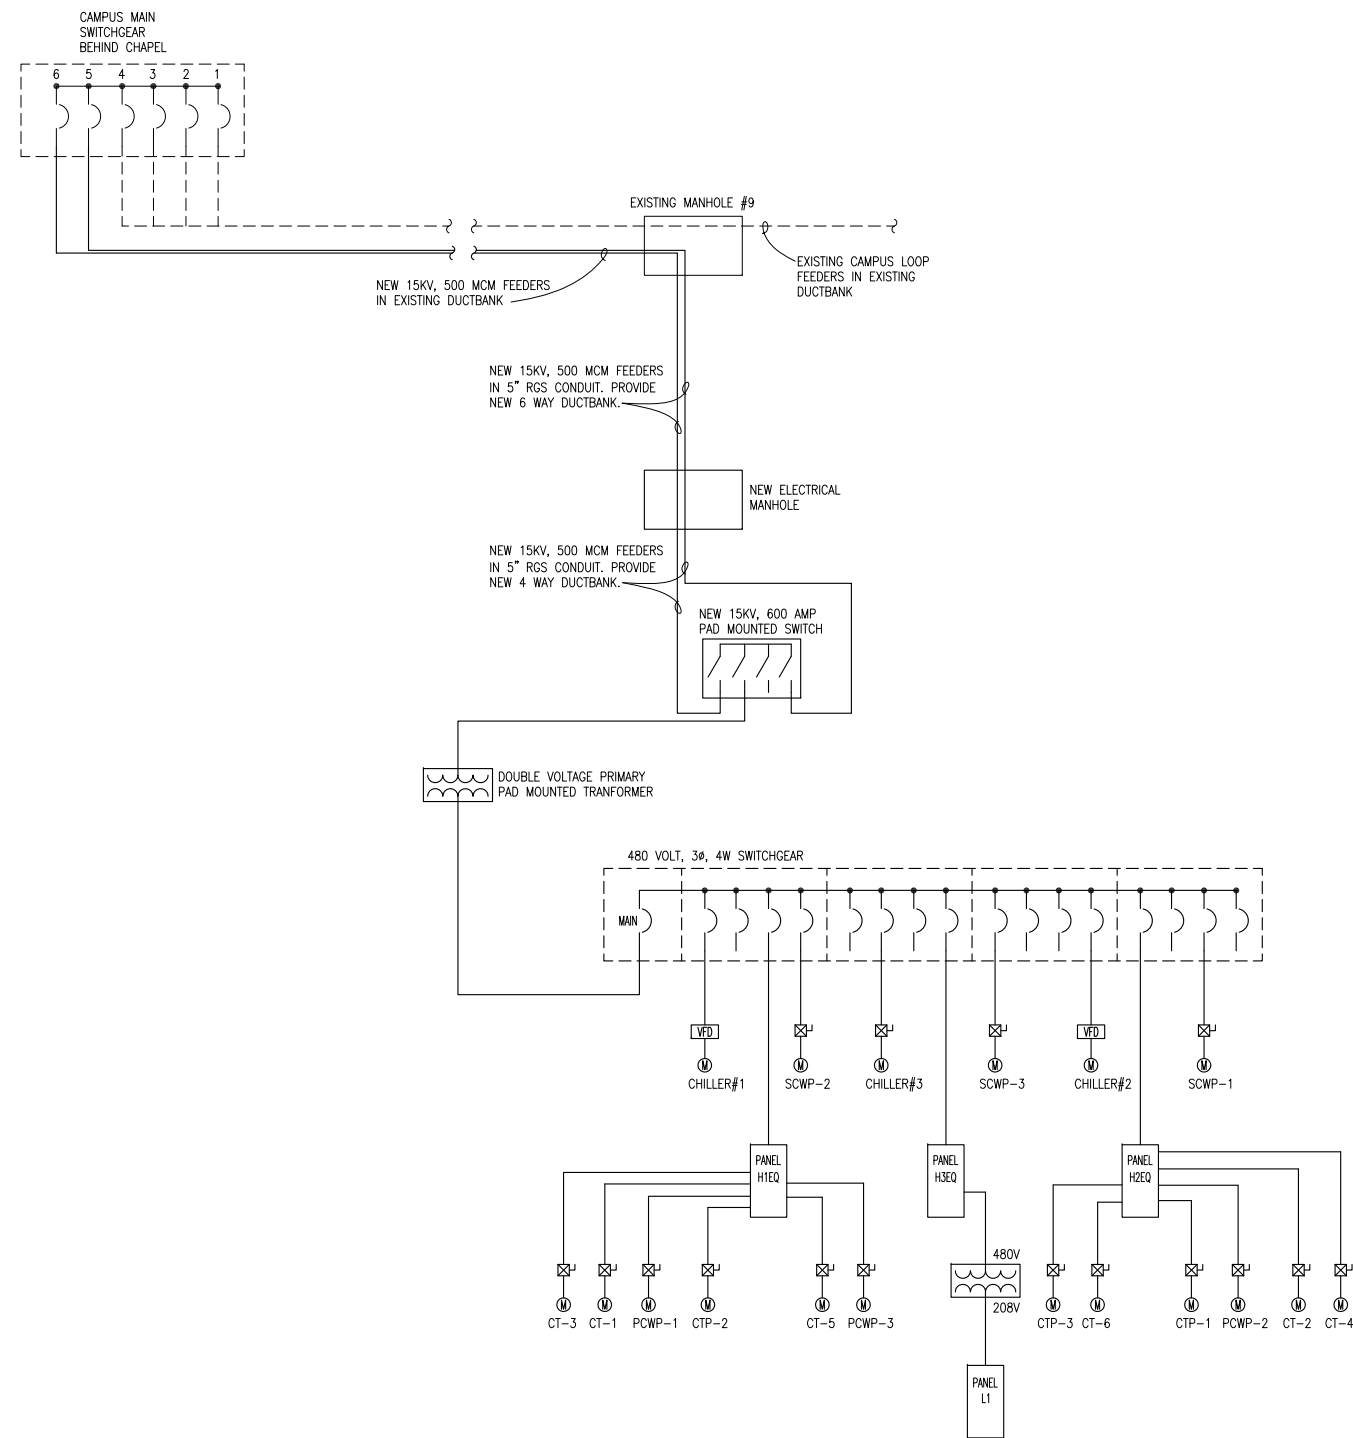 CAMPUS MAIN
SWITCHGEAR
BEHIND CHAPEL
6 5 4 3 2 1
EXISTING MANHOLE #9
EXISTING CAMPUS LOOP
FEEDERS IN EXISTING
DUCTBANK
NEW 15KV, 500 MCM FEEDERS
IN EXISTING DUCTBANK
NEW 15KV, 500 MCM FEEDERS
IN 5" RGS CONDUIT. PROVIDE
NEW 6 WAY DUCTBANK.
NEW ELECTRICAL
MANHOLE
NEW 15KV, 500 MCM FEEDERS
IN 5" RGS CONDUIT. PROVIDE
NEW 4 WAY DUCTBANK.
NEW 15KV, 600 AMP
PAD MOUNTED SWITCH
DOUBLE VOLTAGE PRIMARY
PAD MOUNTED TRANFORMER
480 VOLT, 3ø, 4W SWITCHGEAR
MAIN
VFD VFD
M M M M M M
CHILLER#1 SCWP-2 CHILLER#3 SCWP-3 CHILLER#2 SCWP-1
PANEL
H1EQ
PANEL
H3EQ
PANEL
H2EQ
480V
208V
M M M M M M M M M M M M
CT-3 CT-1 PCWP-1 CTP-2 CT-5 PCWP-3 CTP-3 CT-6 CTP-1 PCWP-2 CT-2 CT-4
PANEL
L1